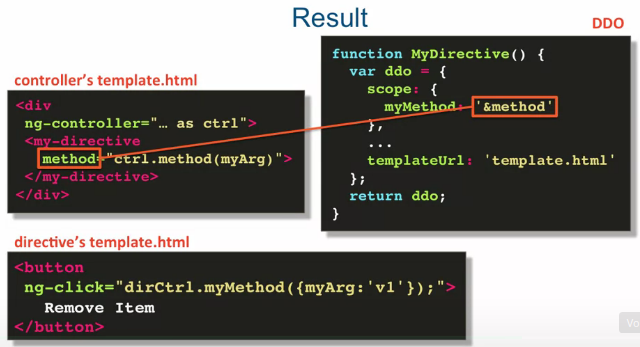 Result
DDO
controller's template.html
<div
ng-controller="… as ctrl">
<my-directive
method="ctrl.method(myArg)">
</my-directive>
</div>
function MyDirective() {
var ddo = {
scope: {
myMethod: '&method'
},
...
templateUrl: 'template.html'
};
return ddo;
}
directive's template.html
<button
ng-click="dirCtrl.myMethod({myArg:'v1'});">
Remove Item
</button>